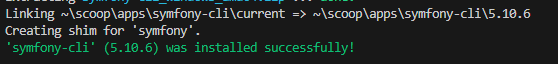 Linking ~\scoop\apps\symfony-cli\current => ~\scoop\apps\symfony-cli\5.10.6
Creating shim for 'symfony'.
'symfony-cli' (5.10.6) was installed successfully!